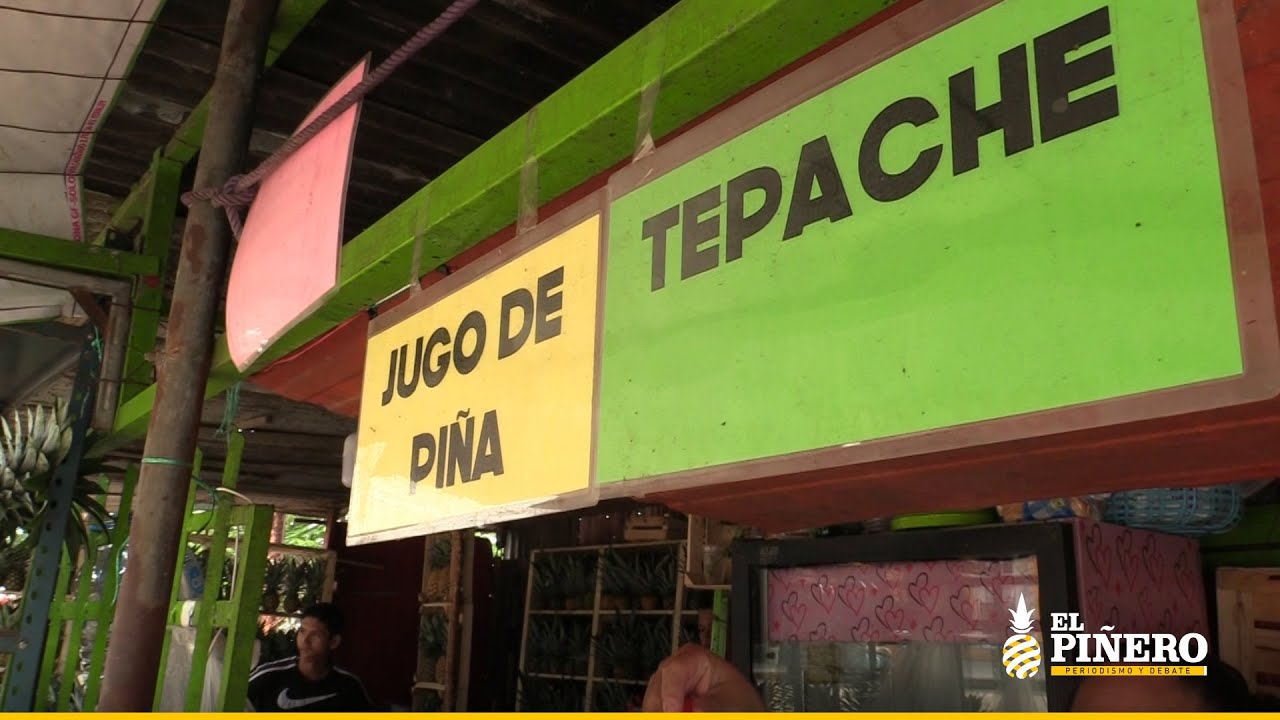 TEPACHE
JUGO DE
PIÑA
EL
PIÑERO
PERIODISMO Y DEBATE